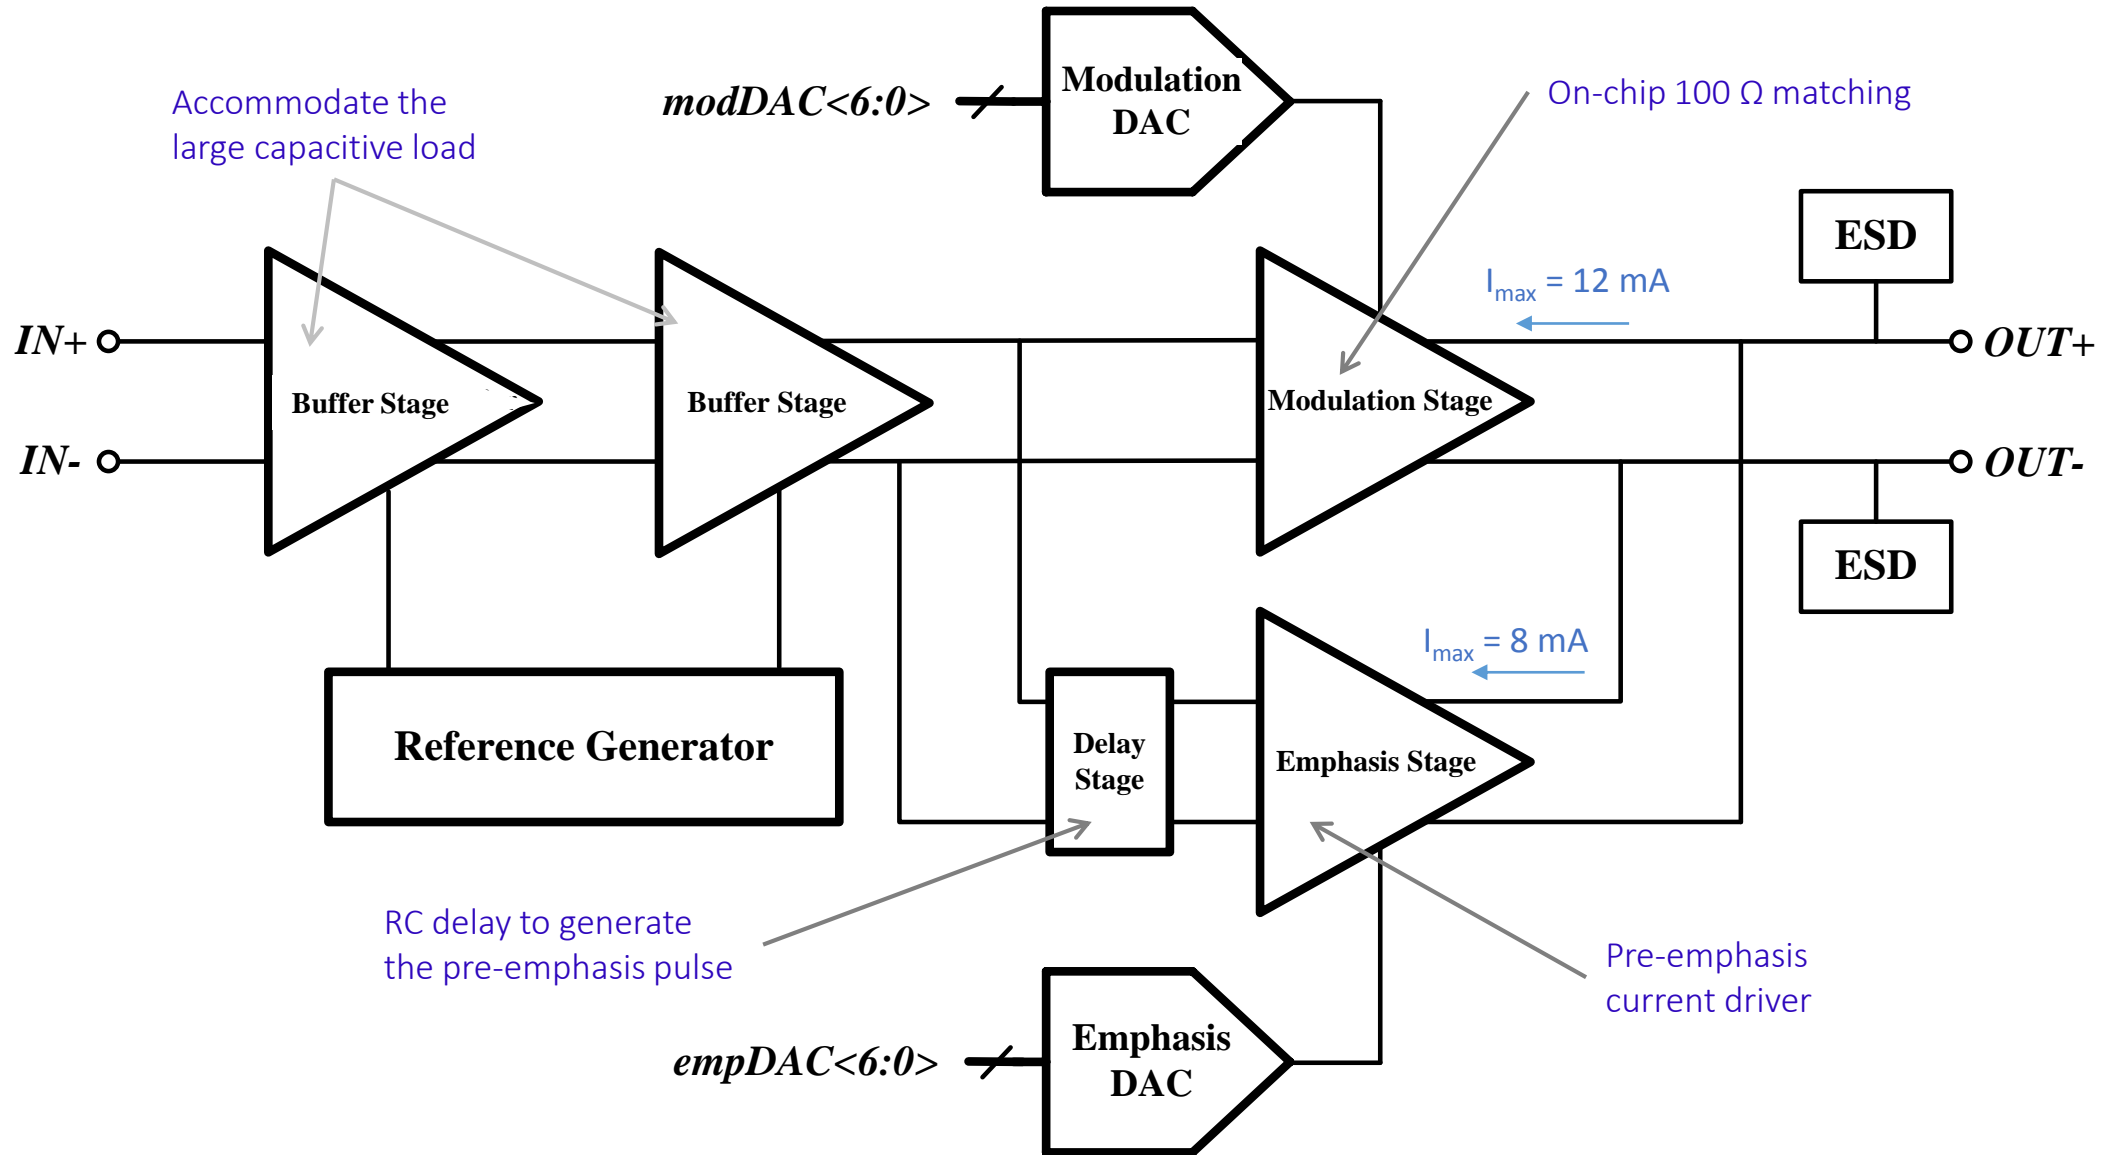 Modulation
DAC
modDAC<6:0>
Accommodate the
large capacitive load
On-chip 100 Ω matching
ESD
Imax = 12 mA
IN+
OUT+
Buffer Stage
Buffer Stage
Modulation Stage
IN-
OUT-
ESD
Imax = 8 mA
Reference Generator
Delay
Stage
Emphasis Stage
RC delay to generate
the pre-emphasis pulse
Pre-emphasis
current driver
Emphasis
DAC
empDAC<6:0>